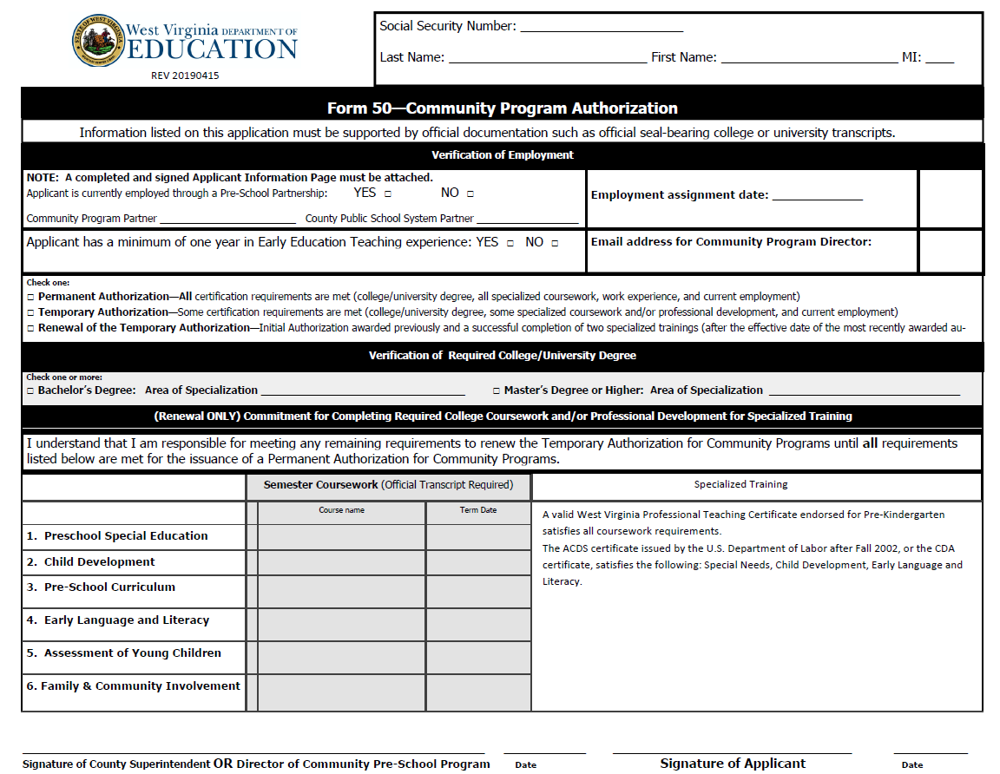 West Virginia DEPARTMENT OF
EDUCATION
REV 20190415
Social Security Number: ________________________
Last Name: _____________________________ First Name: __________________________ MI: ____
Form 50—Community Program Authorization
Information listed on this application must be supported by official documentation such as official seal-bearing college or university transcripts.
Verification of Employment
NOTE: A completed and signed Applicant Information Page must be attached.
Applicant is currently employed through a Pre-School Partnership: YES □ NO □
Community Program Partner ________________________ County Public School System Partner __________________
Employment assignment date: _______________
Applicant has a minimum of one year in Early Education Teaching experience: YES □ NO □
Email address for Community Program Director:
Check one:
□ Permanent Authorization—All certification requirements are met (college/university degree, all specialized coursework, work experience, and current employment)
□ Temporary Authorization—Some certification requirements are met (college/university degree, some specialized coursework and/or professional development, and current employment)
□ Renewal of the Temporary Authorization—Initial Authorization awarded previously and a successful completion of two specialized trainings (after the effective date of the most recently awarded au-
Verification of Required College/University Degree
Check one or more:
□ Bachelor's Degree: Area of Specialization __________________________________ □ Master's Degree or Higher: Area of Specialization ________________________________
(Renewal ONLY) Commitment for Completing Required College Coursework and/or Professional Development for Specialized Training
I understand that I am responsible for meeting any remaining requirements to renew the Temporary Authorization for Community Programs until all requirements
listed below are met for the issuance of a Permanent Authorization for Community Programs.
Semester Coursework (Official Transcript Required)
Specialized Training
Course name
Term Date
1. Preschool Special Education
2. Child Development
3. Pre-School Curriculum
4. Early Language and Literacy
5. Assessment of Young Children
6. Family & Community Involvement
A valid West Virginia Professional Teaching Certificate endorsed for Pre-Kindergarten
satisfies all coursework requirements.
The ACDS certificate issued by the U.S. Department of Labor after Fall 2002, or the CDA
certificate, satisfies the following: Special Needs, Child Development, Early Language and
Literacy.
Signature of County Superintendent OR Director of Community Pre-School Program
Date
Signature of Applicant
Date